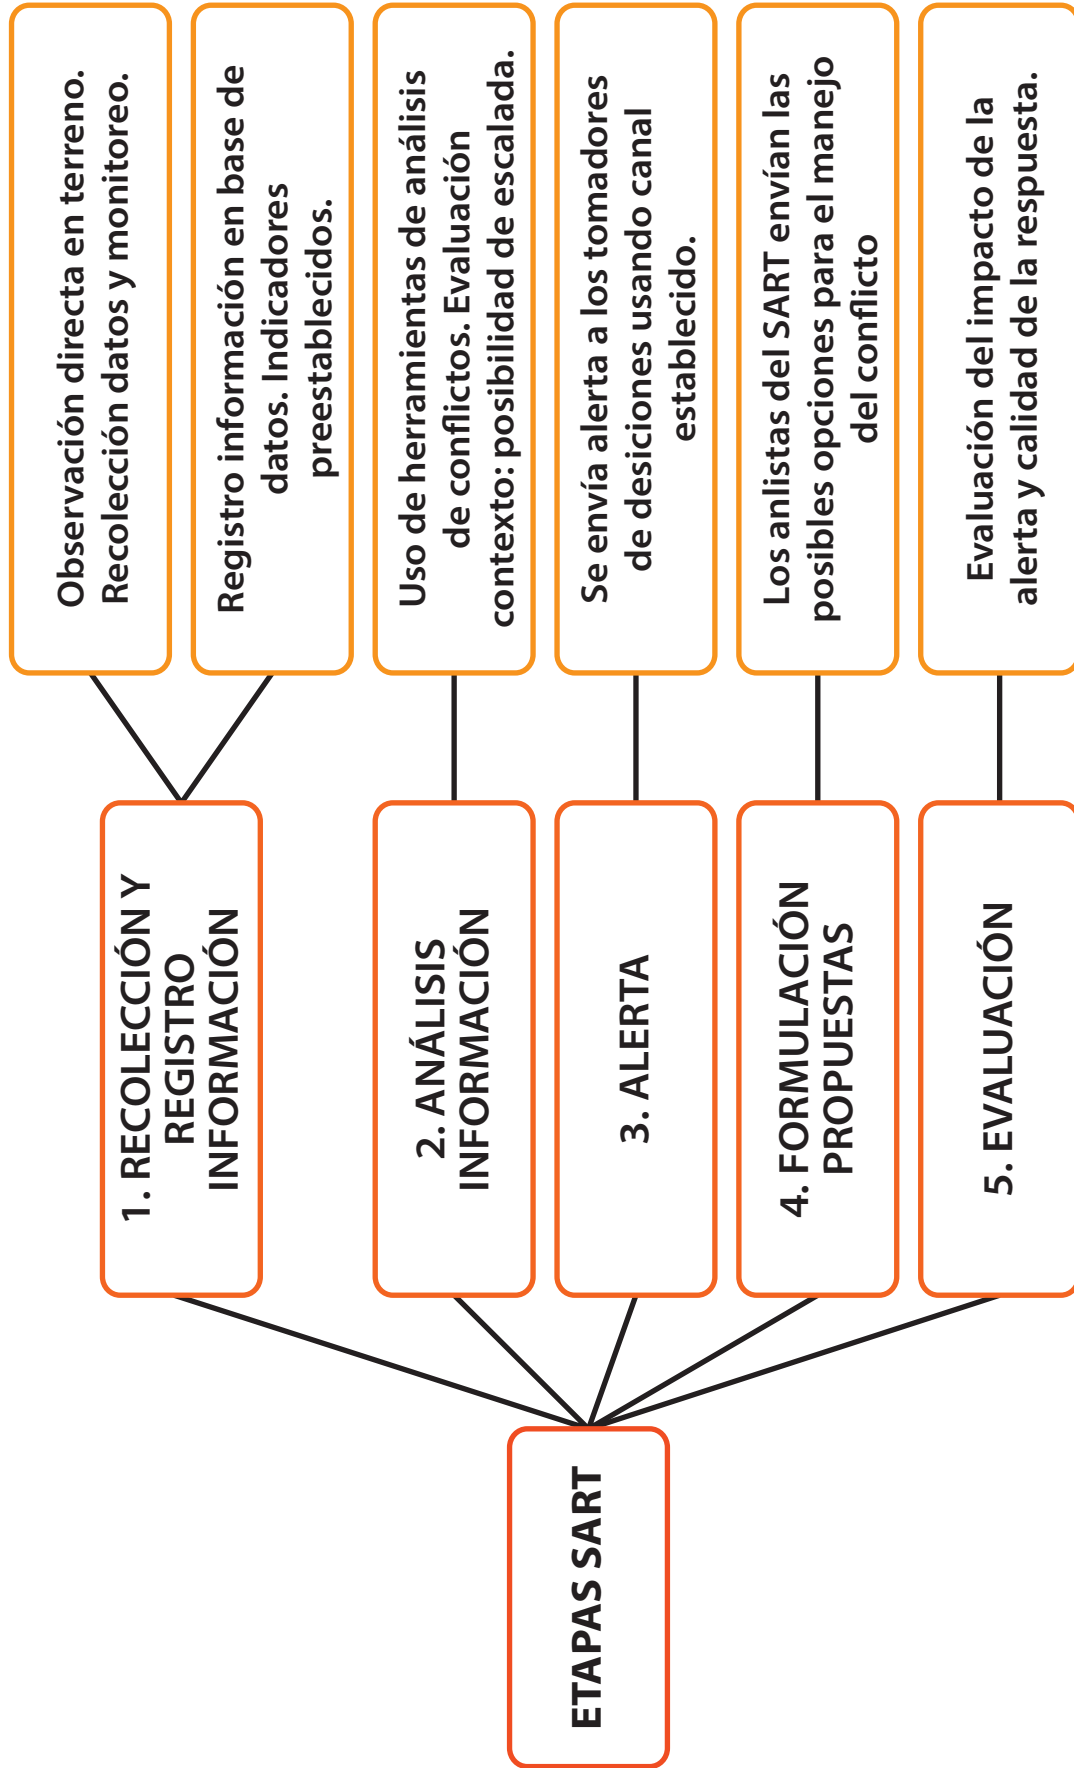 ETAPAS SART
1. RECOLECCIÓN Y
REGISTRO
INFORMACIÓN
Observación directa en terreno.
Recolección datos y monitoreo.
Registro información en base de
datos. Indicadores
preestablecidos.
2. ANÁLISIS
INFORMACIÓN
Uso de herramientas de análisis
de conflictos. Evaluación
contexto: posibilidad de escalada.
3. ALERTA
Se envía alerta a los tomadores
de desiciones usando canal
establecido.
4. FORMULACIÓN
PROPUESTAS
Los anlistas del SART envían las
posibles opciones para el manejo
del conflicto
5. EVALUACIÓN
Evaluación del impacto de la
alerta y calidad de la respuesta.